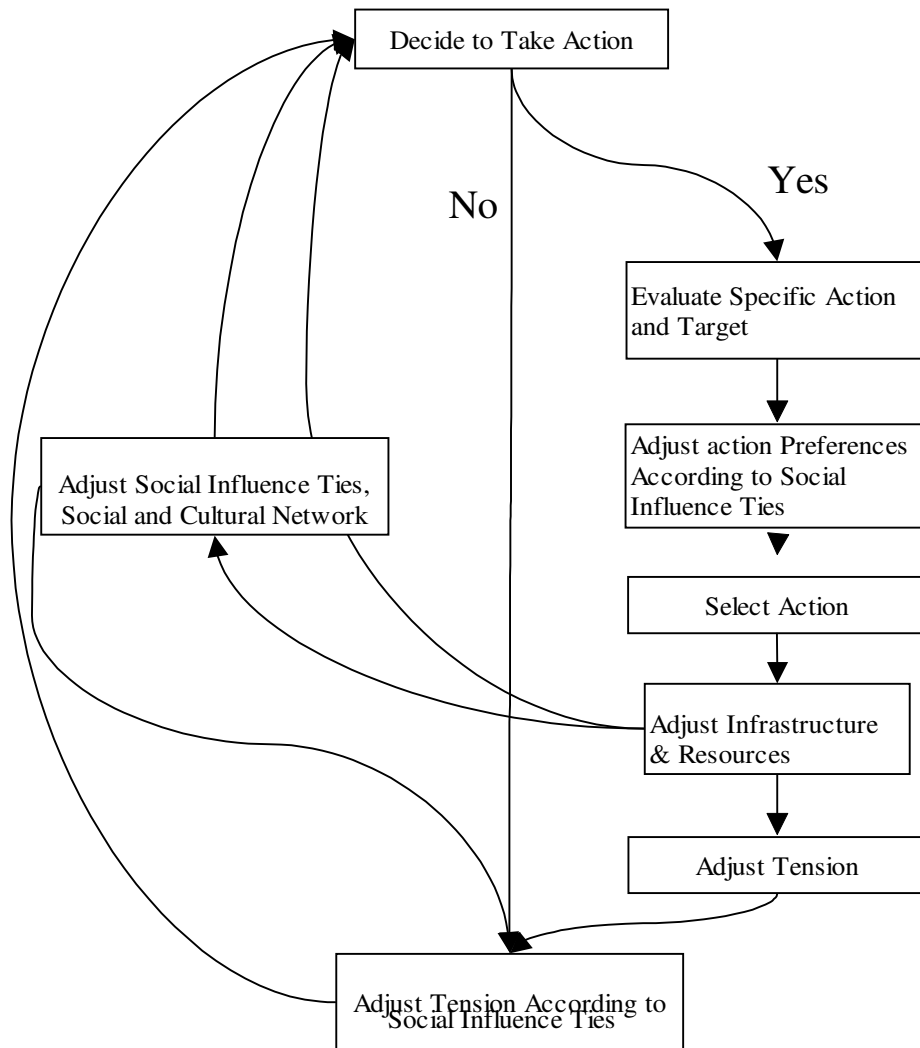 Decide to Take Action
Yes
No
Evaluate Specific Action
and Target
Adjust action Preferences
According to Social
Influence Ties
Adjust Social Influence Ties,
Social and Cultural Network
Select Action
Adjust Infrastructure
& Resources
Adjust Tension
Adjust Tension According to
Social Influence Ties